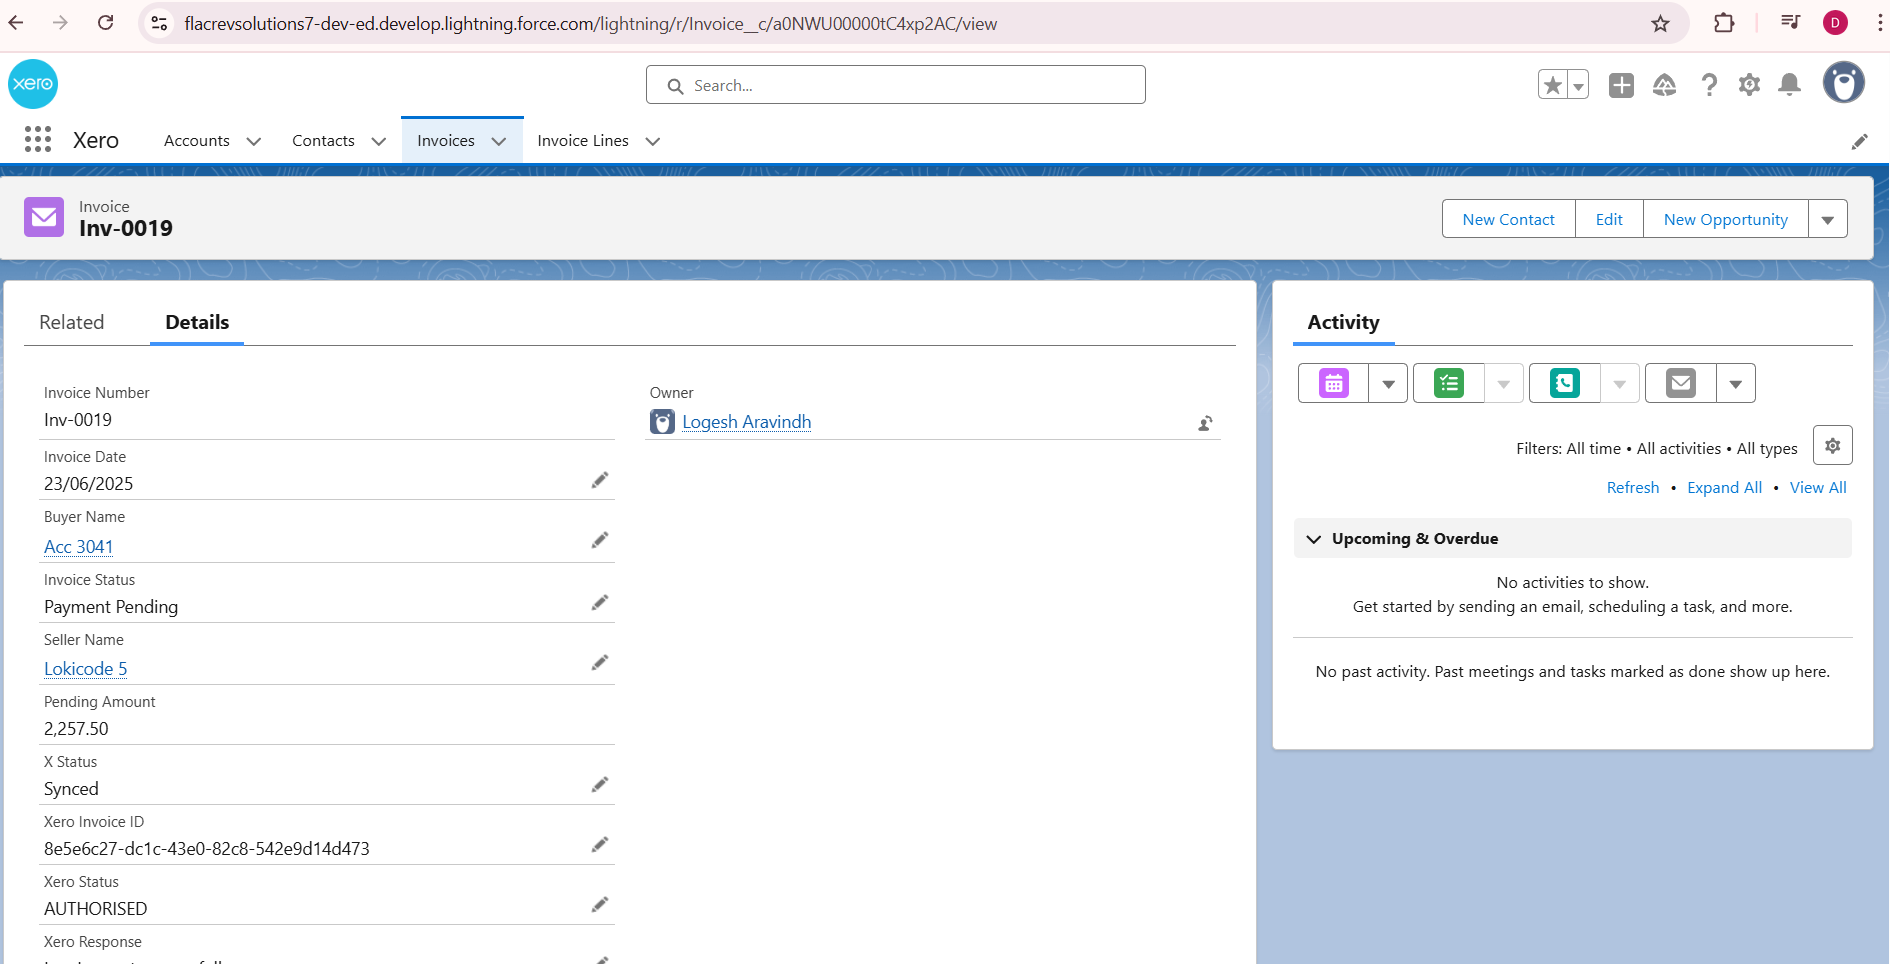 flacrevsolutions7-dev-ed.develop.lightning.force.com/lightning/r/Invoice__c/a0NWU00000tC4xp2AC/view
D
xero
Search...
Xero
Accounts
Contacts
Invoices
Invoice Lines
Invoice
Inv-0019
New Contact
Edit
New Opportunity
Related
Details
Invoice Number
Inv-0019
Invoice Date
23/06/2025
Buyer Name
Acc 3041
Invoice Status
Payment Pending
Seller Name
Lokicode 5
Pending Amount
2,257.50
X Status
Synced
Xero Invoice ID
8e5e6c27-dc1c-43e0-82c8-542e9d14d473
Xero Status
AUTHORISED
Xero Response
Owner
Logesh Aravindh
Activity
Filters: All time • All activities • All types
Refresh • Expand All • View All
Upcoming & Overdue
No activities to show.
Get started by sending an email, scheduling a task, and more.
No past activity. Past meetings and tasks marked as done show up here.